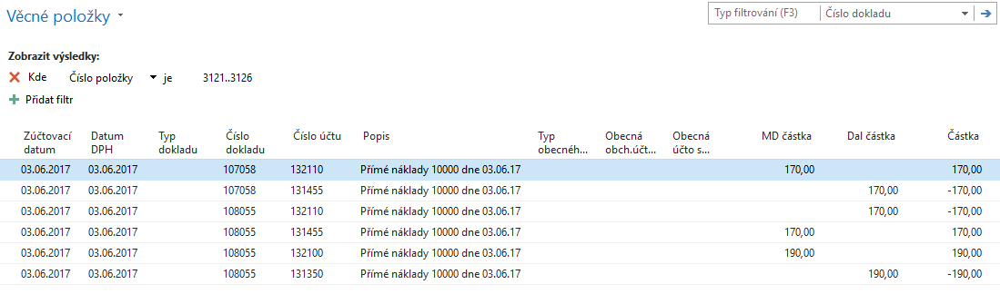 Věcné položky
Typ filtrování (F3) Číslo dokladu
Zobrazit výsledky:
Kde Číslo položky je 3121..3126
Přidat filtr
Zúčtovací datum Datum DPH Typ dokladu Číslo dokladu Číslo účtu Popis Typ obecnéh... Obecná obch.účt... Obecná účto s... MD částka Dal částka Částka
03.06.2017 03.06.2017 107058 132110 Přímé náklady 10000 dne 03.06.17 170,00 170,00
03.06.2017 03.06.2017 107058 131455 Přímé náklady 10000 dne 03.06.17 170,00 -170,00
03.06.2017 03.06.2017 108055 132110 Přímé náklady 10000 dne 03.06.17 170,00 -170,00
03.06.2017 03.06.2017 108055 131455 Přímé náklady 10000 dne 03.06.17 170,00 170,00
03.06.2017 03.06.2017 108055 132100 Přímé náklady 10000 dne 03.06.17 190,00 190,00
03.06.2017 03.06.2017 108055 131350 Přímé náklady 10000 dne 03.06.17 190,00 -190,00